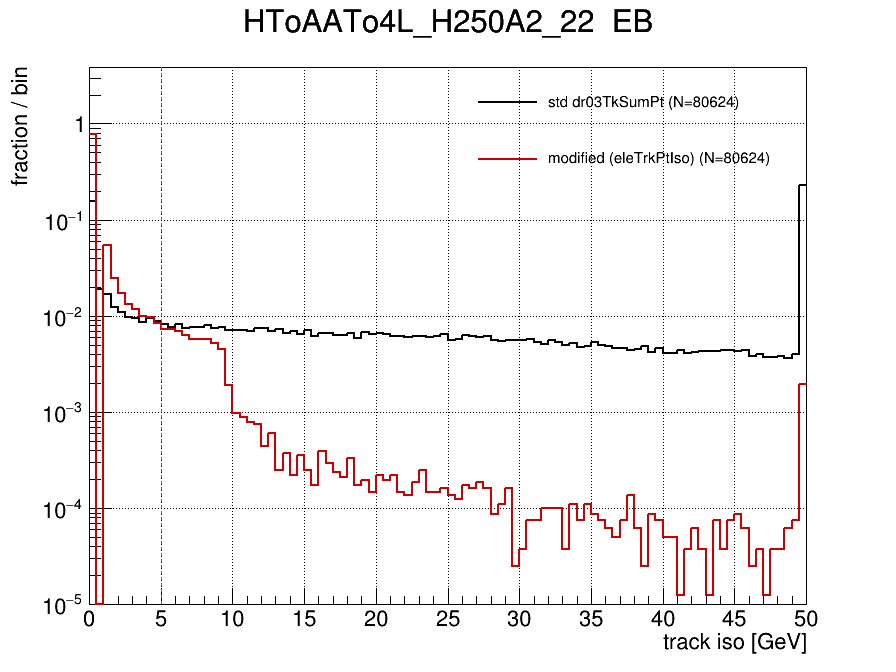 HToAATo4L_H250A2_22 EB
fraction / bin
std dr03TkSumPt (N=80624)
modified (eleTrkPtIso) (N=80624)
1
10⁻¹
10⁻²
10⁻³
10⁻⁴
10⁻⁵
0 5 10 15 20 25 30 35 40 45 50
track iso [GeV]